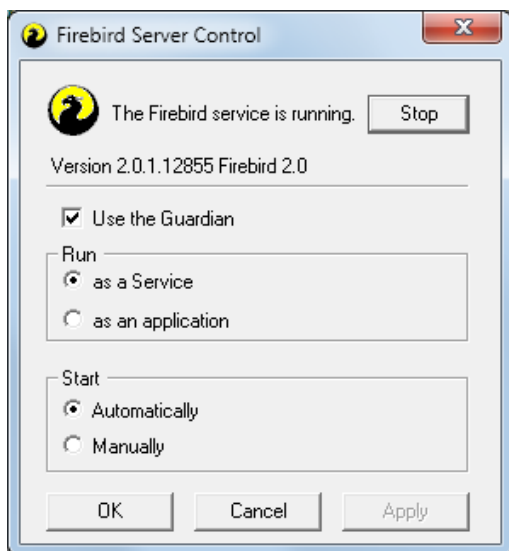 Firebird Server Control
The Firebird service is running. Stop
Version 2.0.1.12855 Firebird 2.0
Use the Guardian
Run
as a Service
as an application
Start
Automatically
Manually
OK Cancel Apply